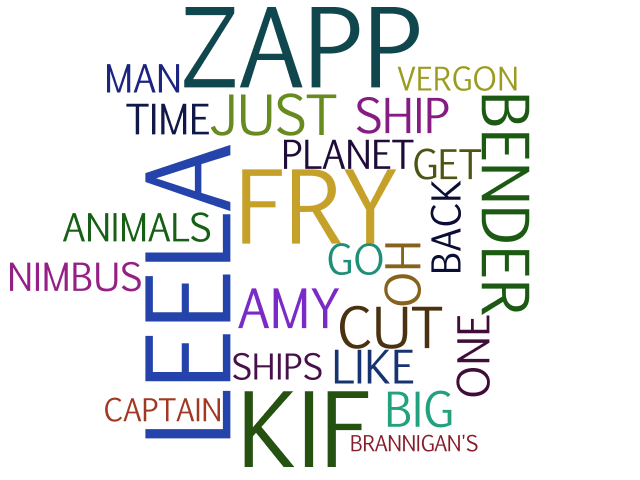 ZAPP
MAN
VERGON
TIME
JUST
SHIP
BENDER
PLANET
GET
LEELA
FRY
BACK
ANIMALS
GO
OH
NIMBUS
AMY
CUT
ONE
SHIPS
LIKE
CAPTAIN
KIF
BIG
BRANNIGAN'S